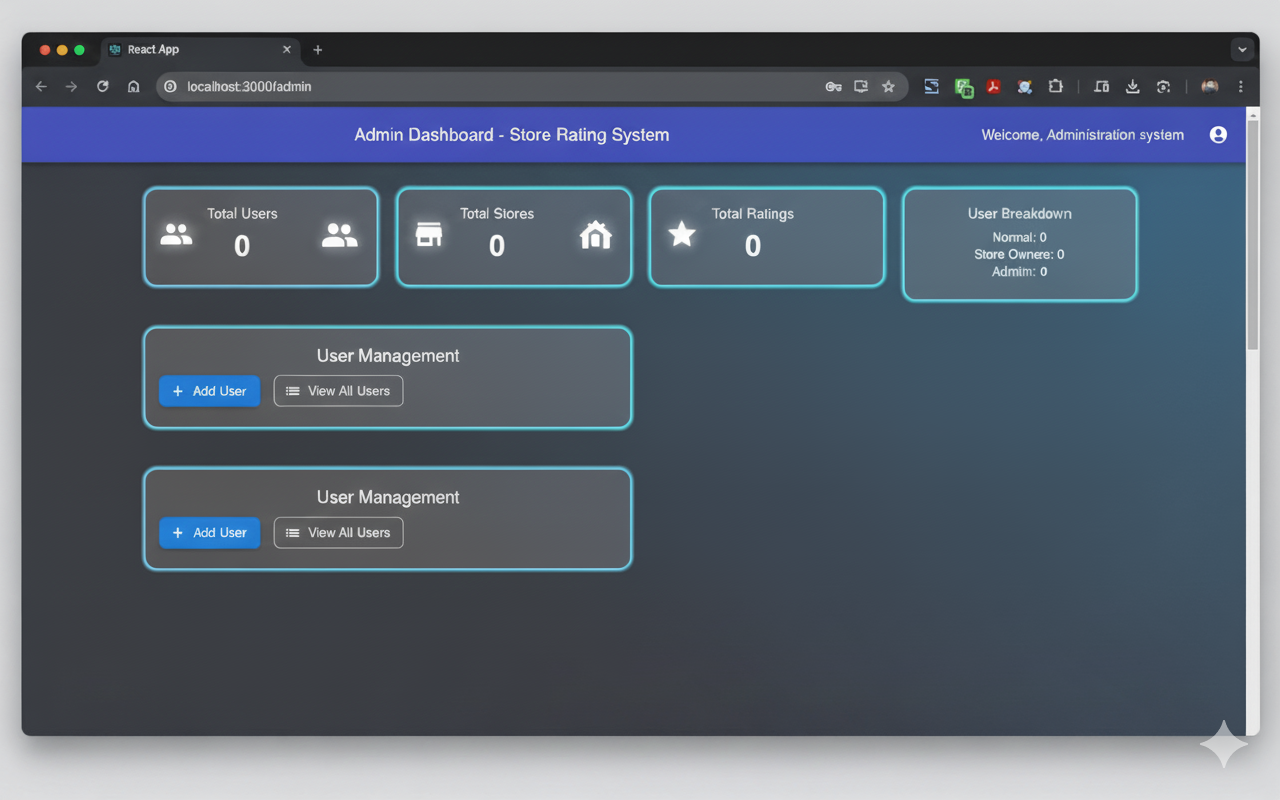 React App
localhost:3000fadmin
Admin Dashboard - Store Rating System
Welcome, Administration system
Total Users
0
Total Stores
0
Total Ratings
0
User Breakdown
Normal: 0
Store Ownere: 0
Admim: 0
User Management
+ Add User
View All Users
User Management
+ Add User
View All Users